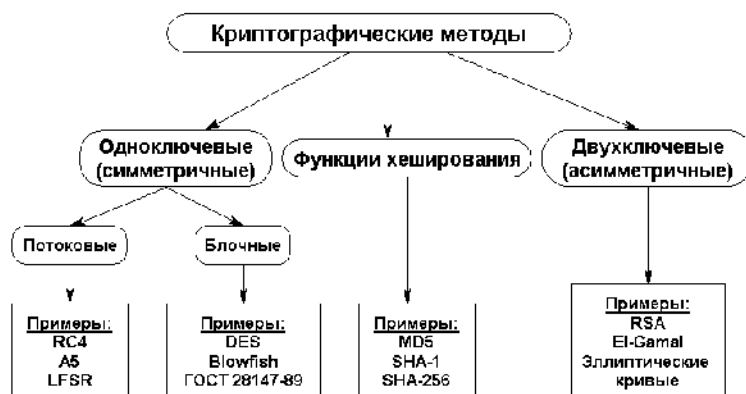 Криптографические методы
Одноключевые
(симметричные)
Функции хеширования
Двухключевые
(асимметричные)
Потоковые
Блочные
Примеры:
RC4
A5
LFSR
Примеры:
DES
Blowfish
ГОСТ 28147-89
Примеры:
MD5
SHA-1
SHA-256
Примеры:
RSA
El-Gamal
Эллиптические
кривые